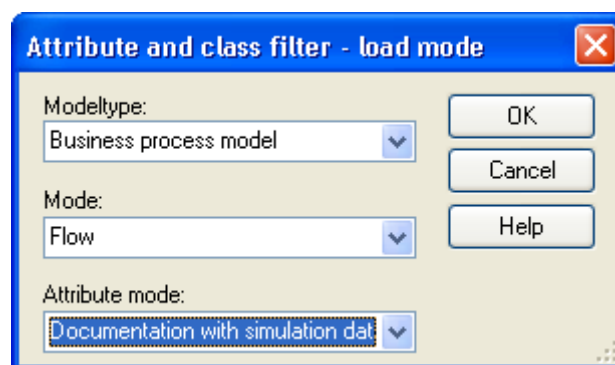 Attribute and class filter - load mode
Modeltype:
Business process model
OK
Cancel
Mode:
Flow
Help
Attribute mode:
Documentation with simulation dat